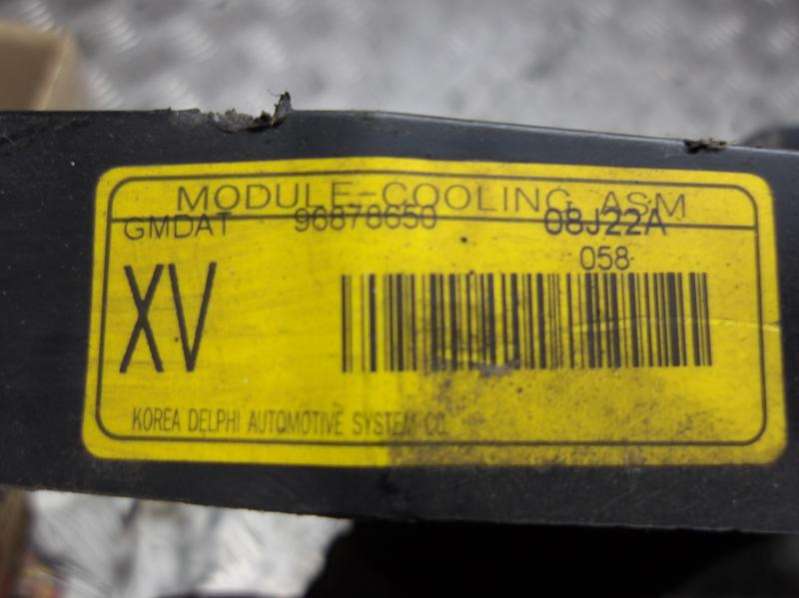 MODULE-COOLING ASM
GMDAT 96878650 08J22A
058
XV
KOREA DELPHI AUTOMOTIVE SYSTEM CO.